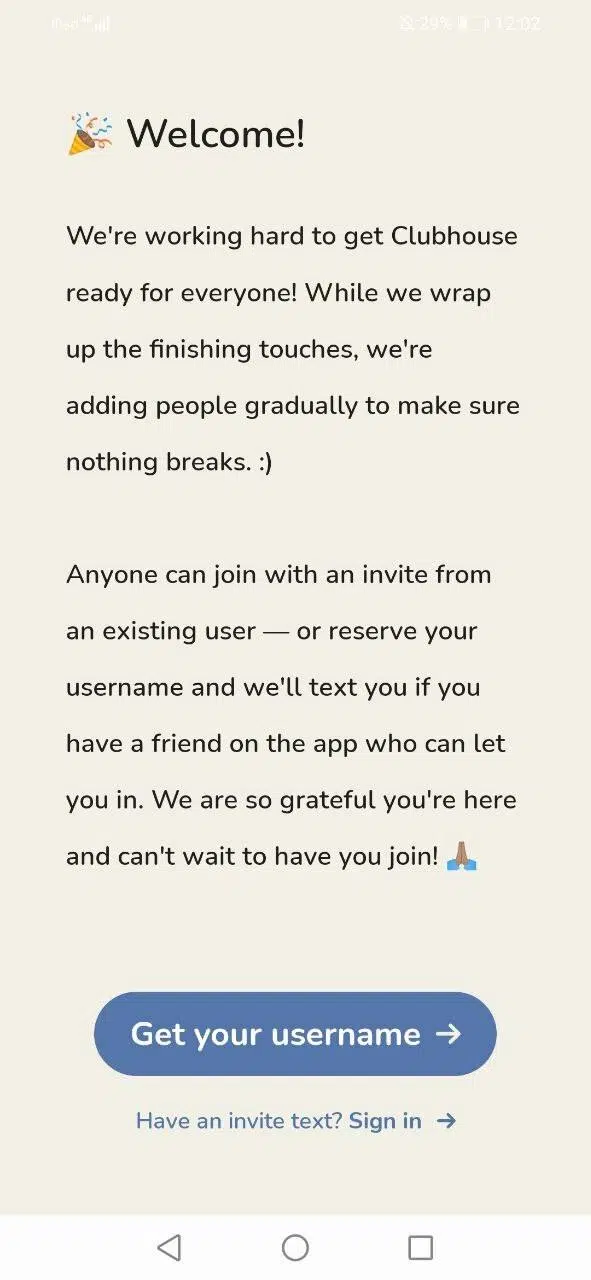 29% 12:02
🎉 Welcome!
We're working hard to get Clubhouse
ready for everyone! While we wrap
up the finishing touches, we're
adding people gradually to make sure
nothing breaks. :)
Anyone can join with an invite from
an existing user — or reserve your
username and we'll text you if you
have a friend on the app who can let
you in. We are so grateful you're here
and can't wait to have you join! 🙏🏽
Get your username →
Have an invite text? Sign in →